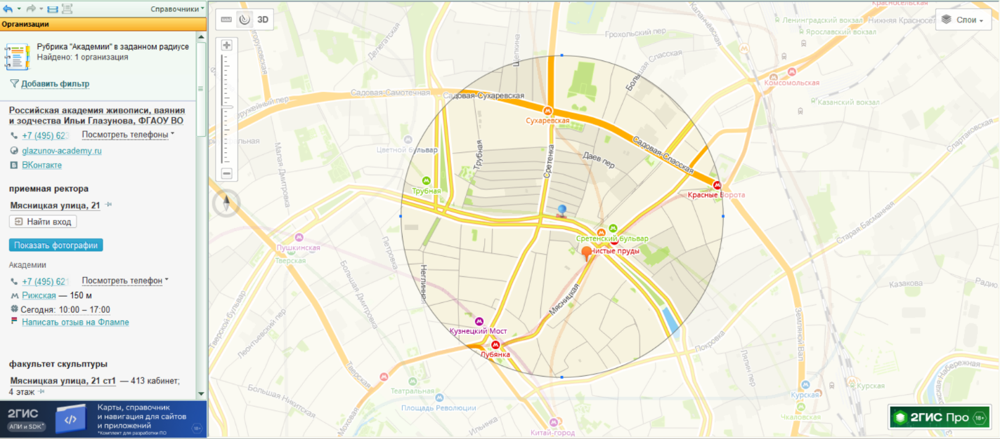 Справочники
Организации
Рубрика "Академии" в заданном радиусе
Найдено: 1 организация
Добавить фильтр
Российская академия живописи, ваяния
и зодчества Ильи Глазунова, ФГАОУ ВО
+7 (495) 62
Посмотреть телефоны
glazunov-academy.ru
ВКонтакте
приемная ректора
Мясницкая улица, 21
Найти вход
Показать фотографии
Академии
+7 (495) 621
Посмотреть телефон
Рижская — 150 м
Сегодня: 10:00 – 17:00
Написать отзыв на Флампе
факультет скульптуры
Мясницкая улица, 21 ст1 — 413 кабинет;
4 этаж
2ГИС
АПИ и SDK*
Карты, справочник
и навигация для сайтов
и приложений
*Комплект для разработки ПО
18+
3D
Слои
Красносельская
Ленинградский вокзал
Нижняя Красносел
Ярославский вокзал
Каланчёвская
Грохольский пер
Щепкина
Делегатская
Большая Спасская
Комсомольская
Казанский вокзал
Садовая-Самотечная
Садовая-Сухаревская
Сухаревская
Спартаковская
Цветной бульвар
Малая Дмитровка
Трубная
Сретенка
Даев пер
Садовая-Спасская
Трубная
Красные Ворота
Старая Басманная
Сретенский бульвар
Чистые пруды
Пушкинская
Тверская
Петровка
Неглинная
Большая Дмитровка
Мясницкая
Казакова
Радио
Тверской бульвар
Леонтьевский пер
Кузнецкий Мост
Лубянка
Покровка
Земляной Вал
Лялин пер
Тверская
Театральная
Площадь Революции
Большая Никитская
Моховая
Ильинка
Китай-город
Курская
Курская
Чкаловская
Набережная
2ГИС Про
18+